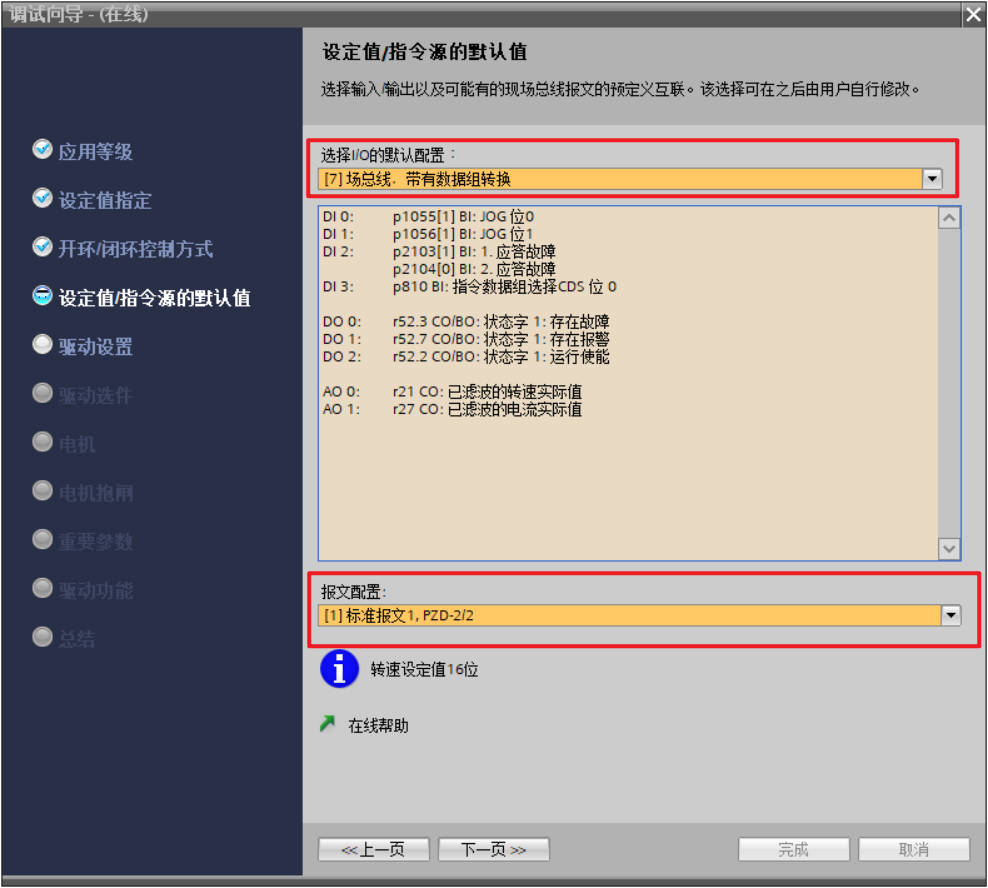 调试向导 - (在线)
设定值/指令源的默认值
选择输入/输出以及可能有的现场总线报文的预定义互联。该选择可在之后由用户自行修改。
应用等级
设定值指定
开环/闭环控制方式
设定值/指令源的默认值
驱动设置
驱动选件
电机
电机抱闸
重要参数
驱动功能
总结
选择I/O的默认配置：
[7] 场总线．带有数据组转换
DI 0: p1055[1] BI: JOG 位0
DI 1: p1056[1] BI: JOG 位1
DI 2: p2103[1] BI: 1. 应答故障
p2104[0] BI: 2. 应答故障
DI 3: p810 BI: 指令数据组选择CDS 位 0
DO 0: r52.3 CO/BO: 状态字 1: 存在故障
DO 1: r52.7 CO/BO: 状态字 1: 存在报警
DO 2: r52.2 CO/BO: 状态字 1: 运行使能
AO 0: r21 CO: 已滤波的转速实际值
AO 1: r27 CO: 已滤波的电流实际值
报文配置:
[1] 标准报文1, PZD-2/2
转速设定值16位
在线帮助
<<上一页
下一页>>
完成
取消